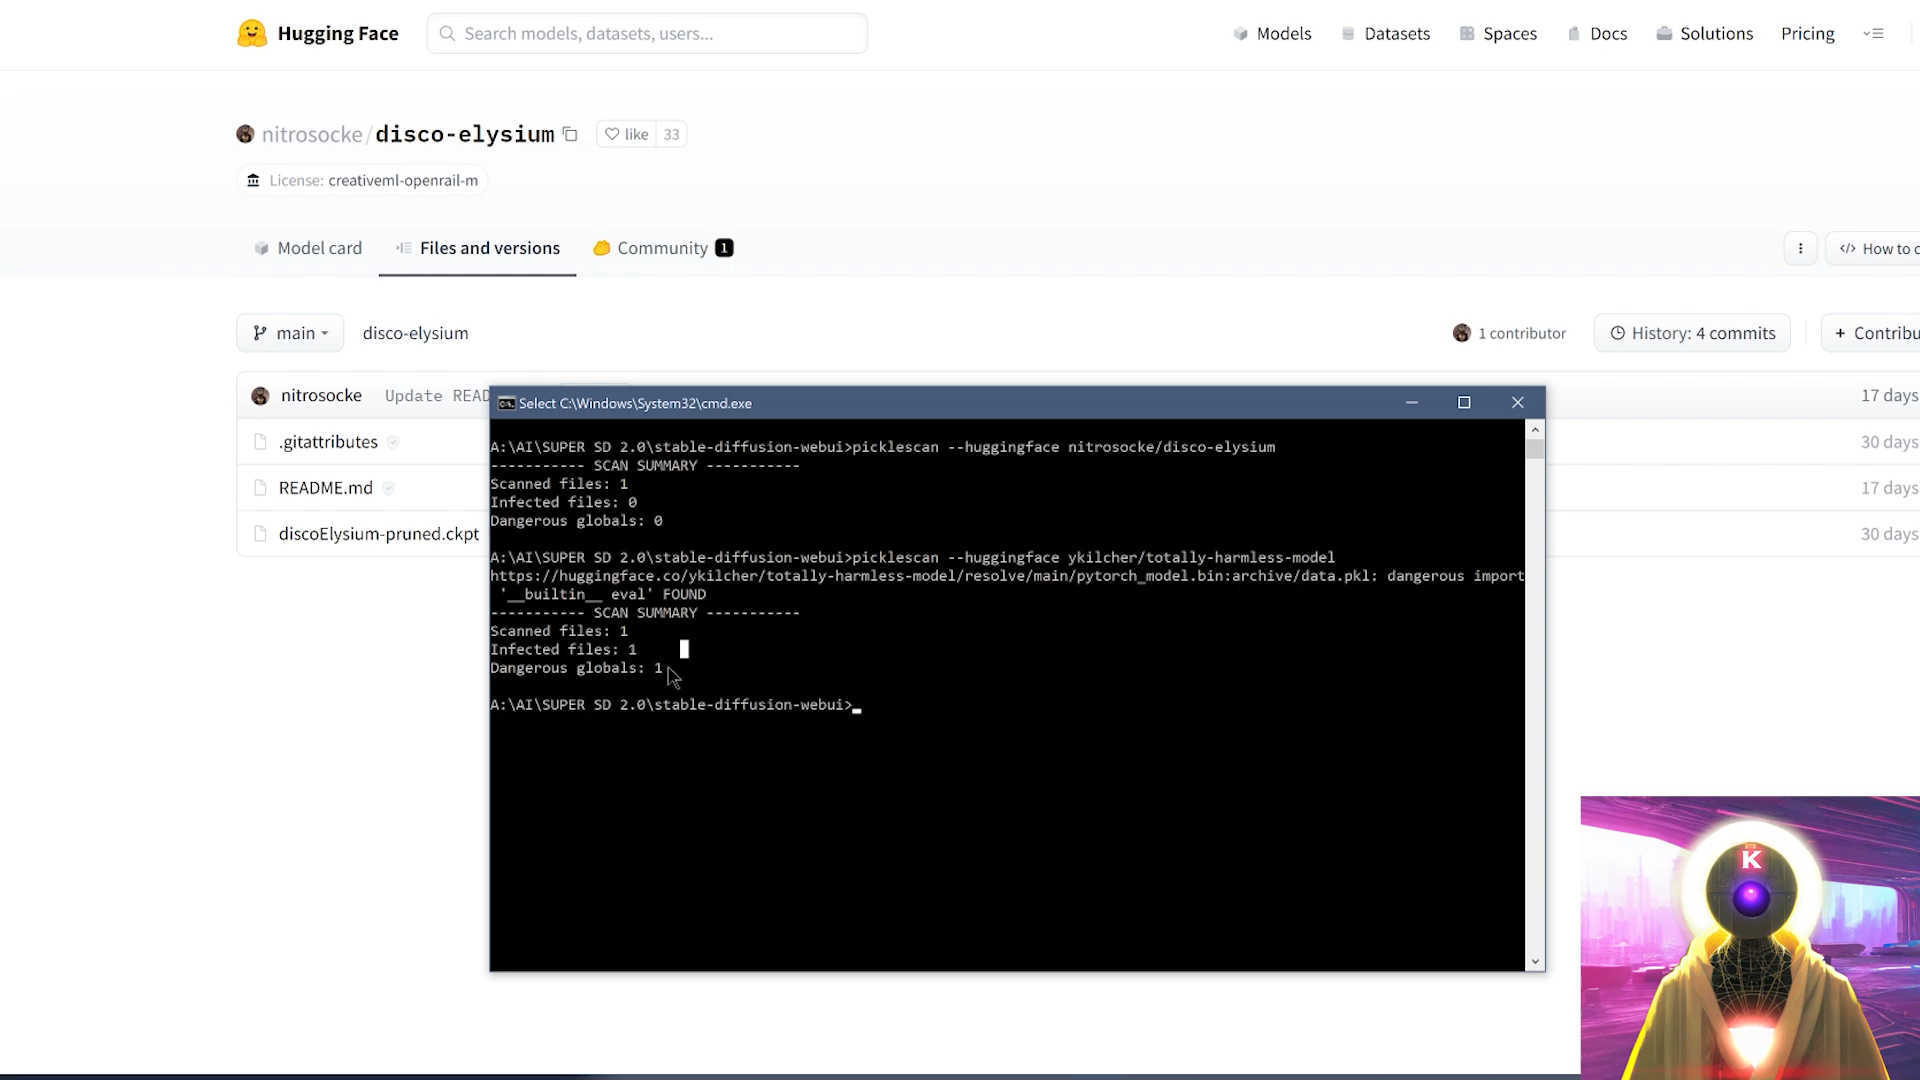 Hugging Face
Search models, datasets, users...
Models
Datasets
Spaces
Docs
Solutions
Pricing
nitrosocke/disco-elysium
like 33
License: creativeml-openrail-m
Model card
Files and versions
Community 1
</> How to c
main
disco-elysium
1 contributor
History: 4 commits
+ Contribu
nitrosocke Update READ
17 days
.gitattributes
30 days
README.md
17 days
discoElysium-pruned.ckpt
30 days
Select C:\Windows\System32\cmd.exe
A:\AI\SUPER SD 2.0\stable-diffusion-webui>picklescan --huggingface nitrosocke/disco-elysium
----------- SCAN SUMMARY -----------
Scanned files: 1
Infected files: 0
Dangerous globals: 0
A:\AI\SUPER SD 2.0\stable-diffusion-webui>picklescan --huggingface ykilcher/totally-harmless-model
https://huggingface.co/ykilcher/totally-harmless-model/resolve/main/pytorch_model.bin:archive/data.pkl: dangerous import
'__builtin__ eval' FOUND
----------- SCAN SUMMARY -----------
Scanned files: 1
Infected files: 1
Dangerous globals: 1
A:\AI\SUPER SD 2.0\stable-diffusion-webui>
K